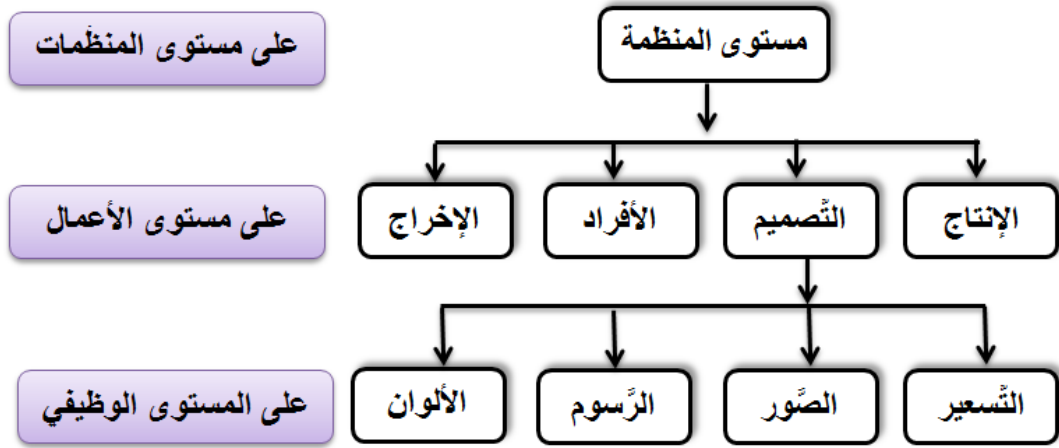 مستوى المنظمة
على مستوى المنظّمات
الإنتاج
التّصميم
الأفراد
الإخراج
على مستوى الأعمال
التّسعير
الصّور
الرَّسوم
الألوان
على المستوى الوظيفي